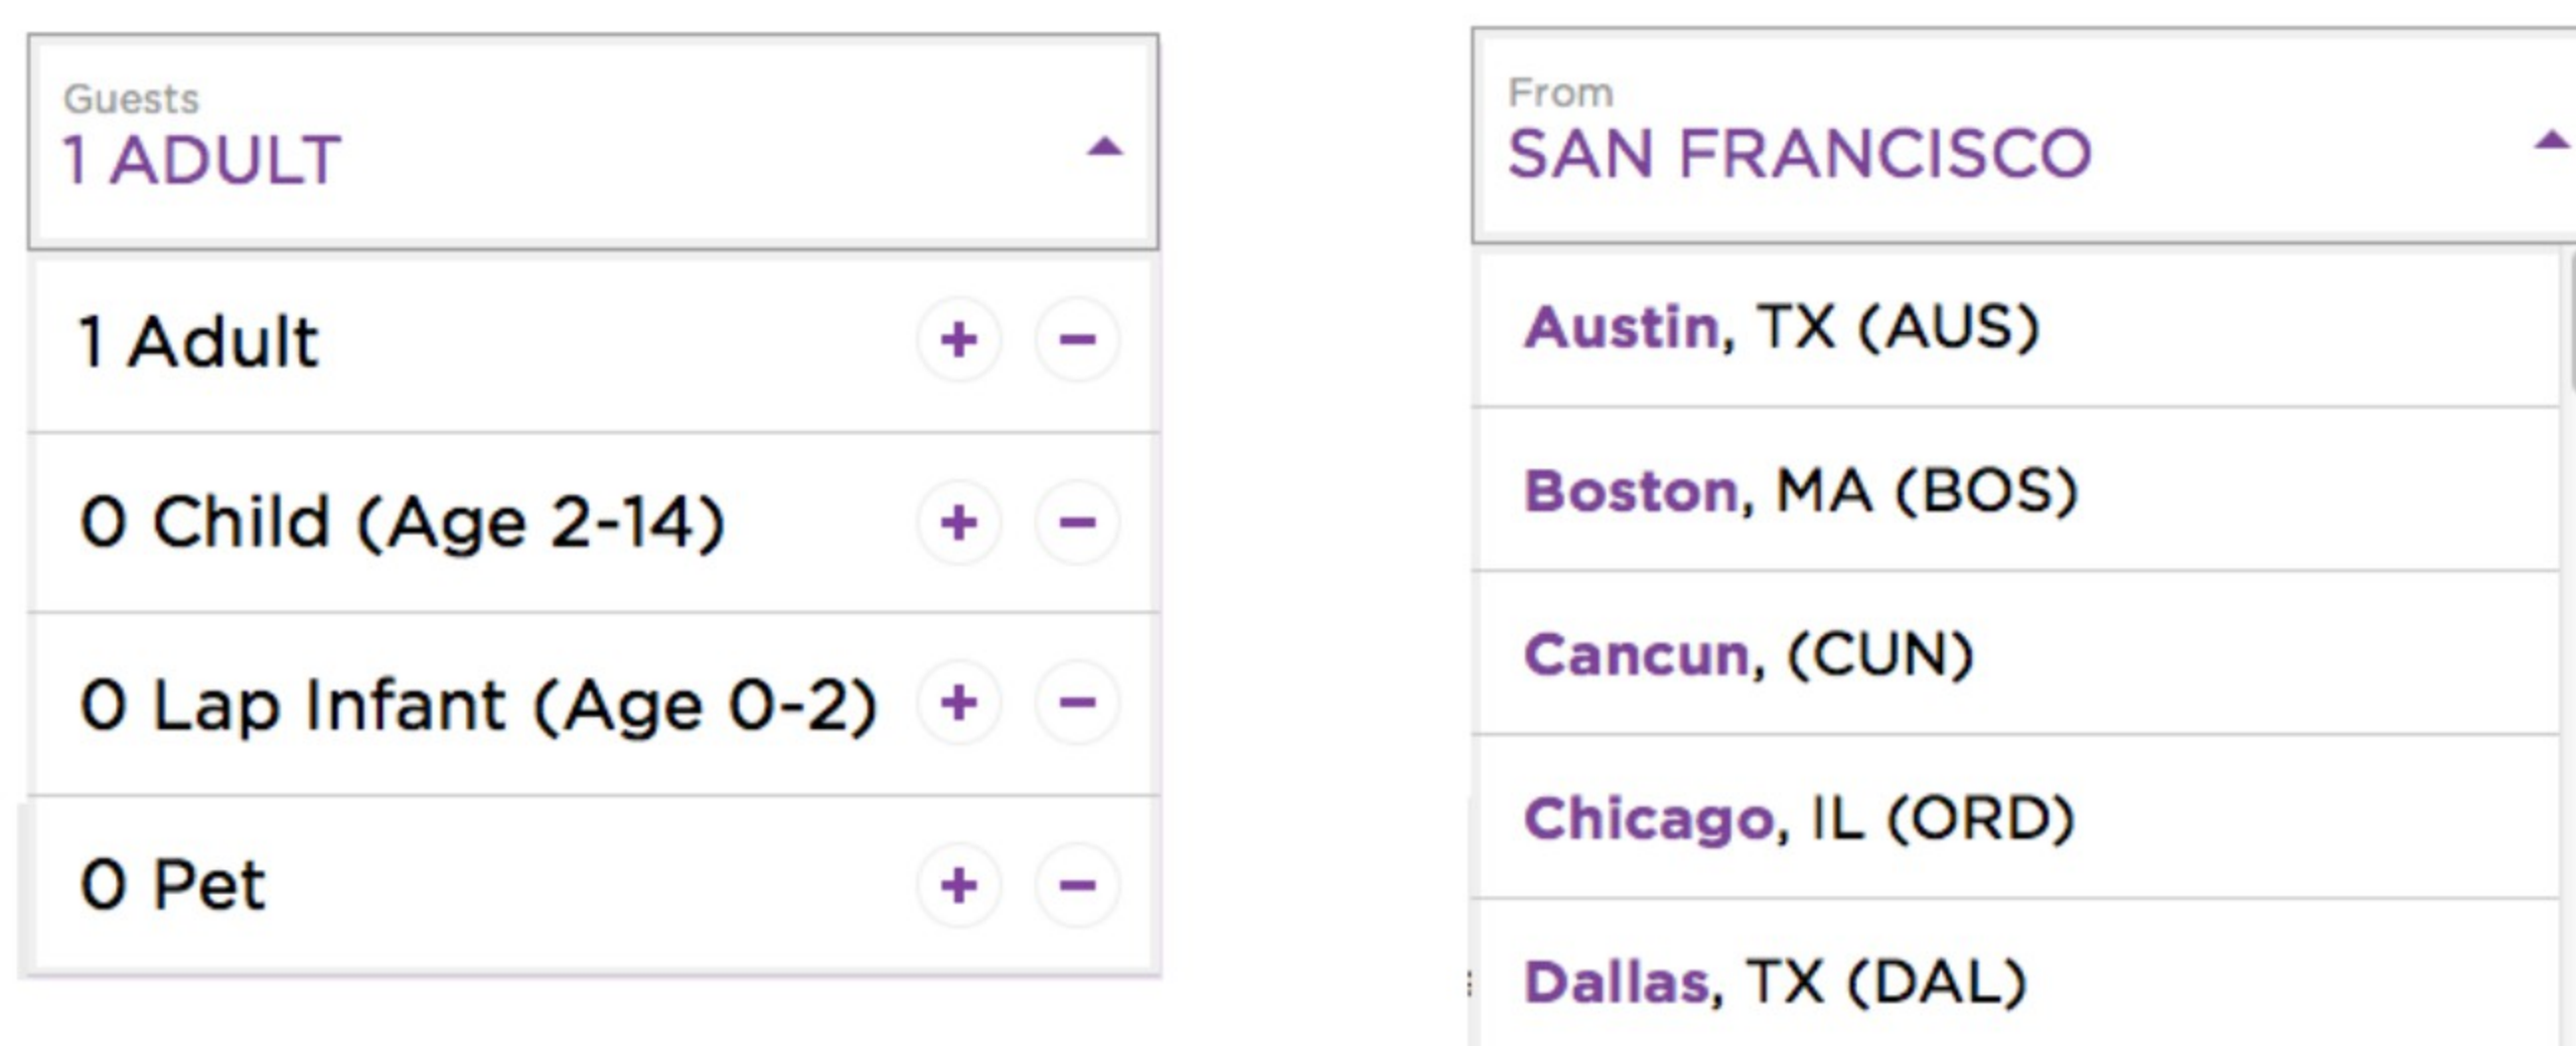 Guests
1 ADULT
1 Adult
0 Child (Age 2-14)
0 Lap Infant (Age 0-2)
0 Pet
From
SAN FRANCISCO
Austin, TX (AUS)
Boston, MA (BOS)
Cancun, (CUN)
Chicago, IL (ORD)
Dallas, TX (DAL)